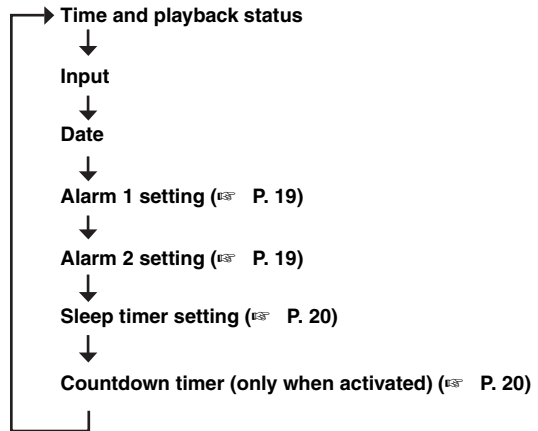 Time and playback status
Input
Date
Alarm 1 setting (☞ P. 19)
Alarm 2 setting (☞ P. 19)
Sleep timer setting (☞ P. 20)
Countdown timer (only when activated) (☞ P. 20)